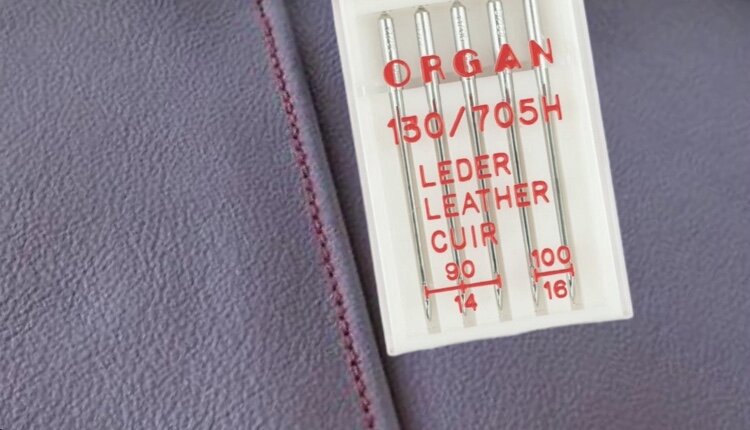 ORGAN
130/705H
LEDER
LEATHER
CUIR
90 100
14 16